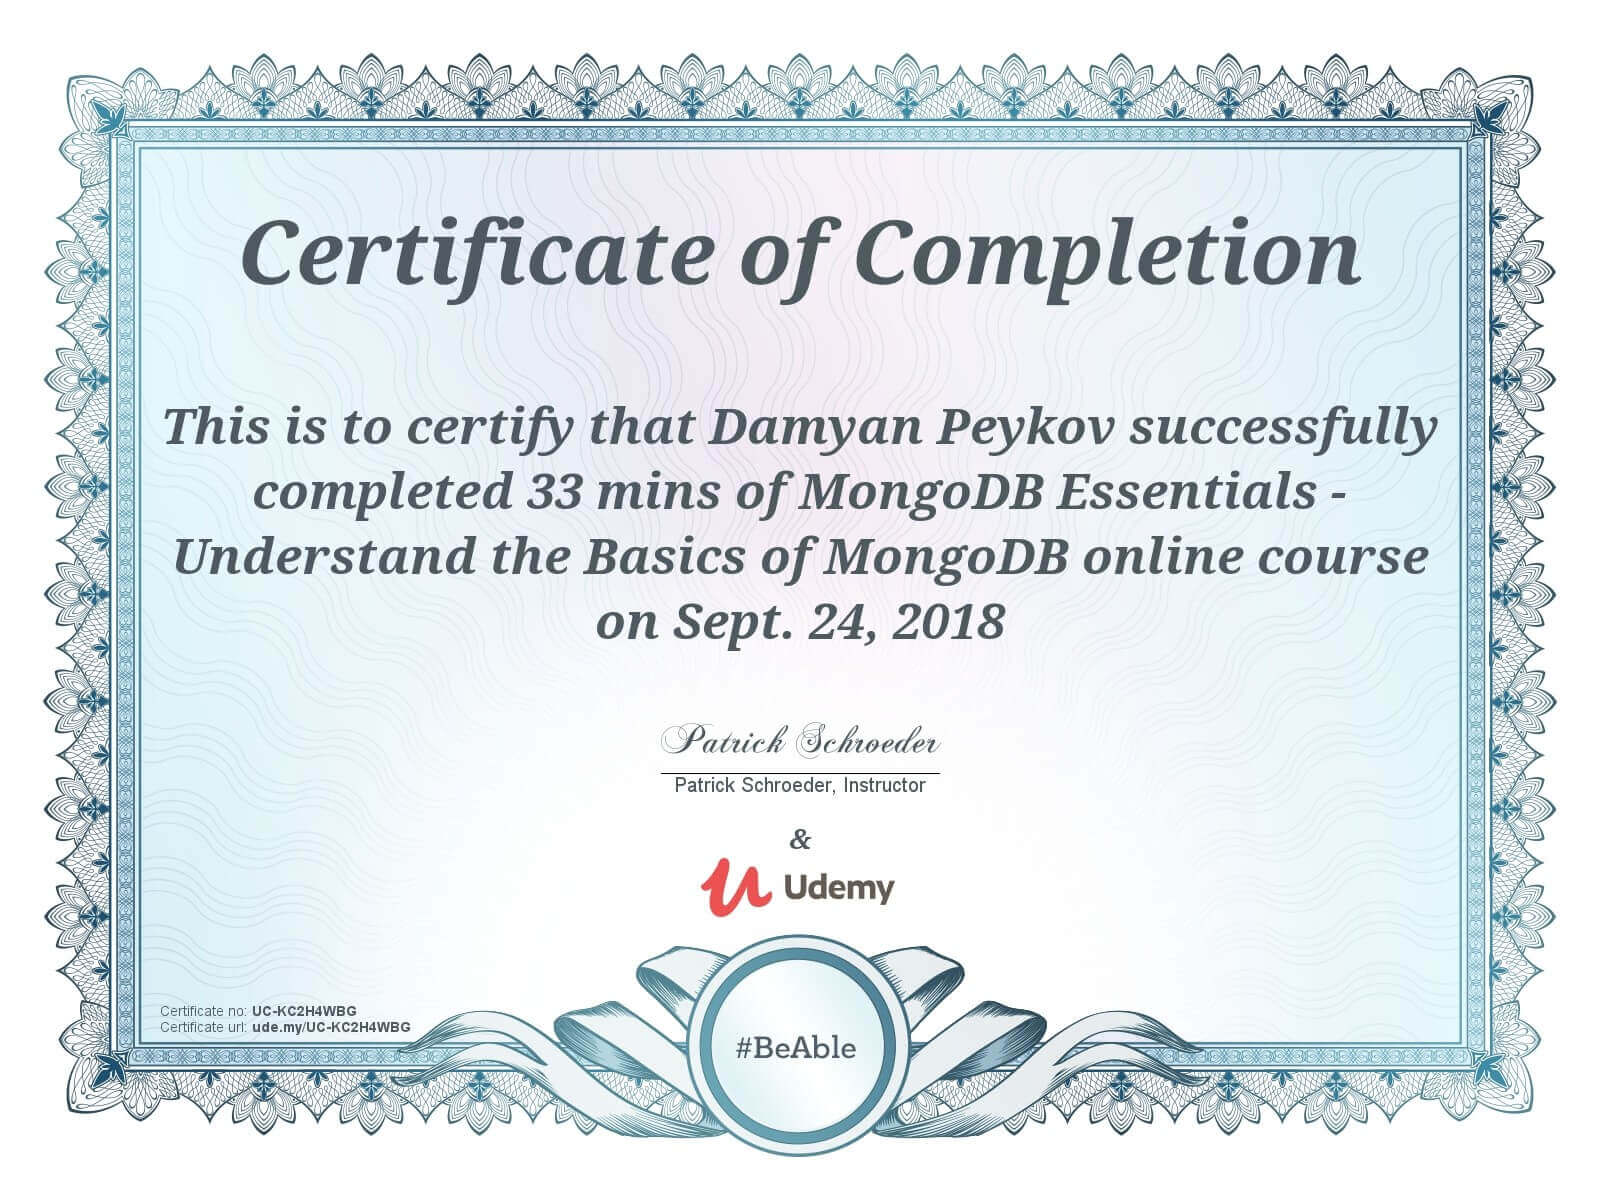 Certificate of Completion
This is to certify that Damyan Peykov successfully
completed 33 mins of MongoDB Essentials -
Understand the Basics of MongoDB online course
on Sept. 24, 2018
Patrick Schroeder
Patrick Schroeder, Instructor
&
Udemy
Certificate no: UC-KC2H4WBG
Certificate url: ude.my/UC-KC2H4WBG
#BeAble